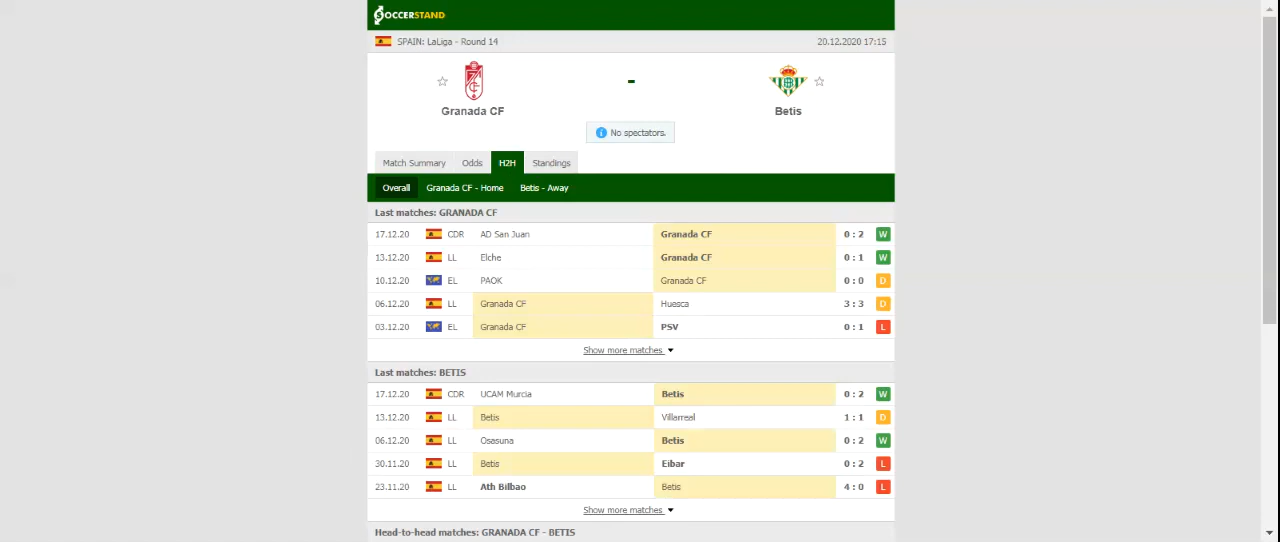 SOCCERSTAND
SPAIN: LaLiga - Round 14 20.12.2020 17:15
-
Granada CF Betis
No spectators.
Match Summary Odds H2H Standings
Overall Granada CF - Home Betis - Away
Last matches: GRANADA CF
17.12.20 CDR AD San Juan Granada CF 0 : 2 W
13.12.20 LL Elche Granada CF 0 : 1 W
10.12.20 EL PAOK Granada CF 0 : 0 D
06.12.20 LL Granada CF Huesca 3 : 3 D
03.12.20 EL Granada CF PSV 0 : 1 L
Show more matches
Last matches: BETIS
17.12.20 CDR UCAM Murcia Betis 0 : 2 W
13.12.20 LL Betis Villarreal 1 : 1 D
06.12.20 LL Osasuna Betis 0 : 2 W
30.11.20 LL Betis Eibar 0 : 2 L
23.11.20 LL Ath Bilbao Betis 4 : 0 L
Show more matches
Head-to-head matches: GRANADA CF - BETIS